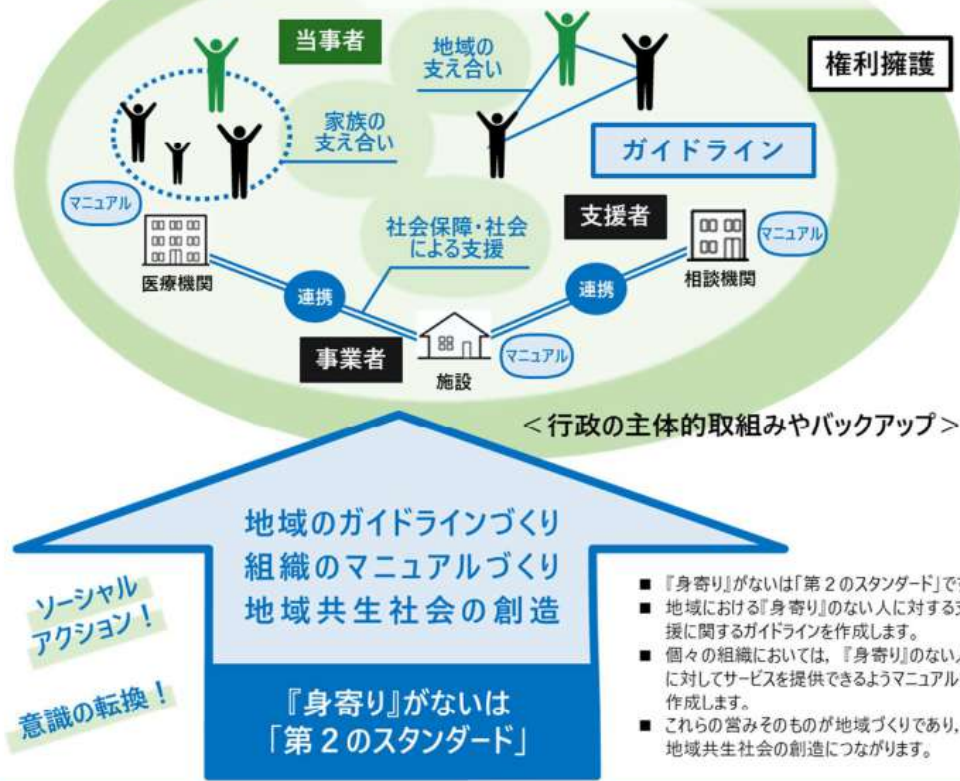 当事者
地域の
支え合い
権利擁護
家族の
支え合い
ガイドライン
マニュアル
医療機関
社会保障・社会
による支援
支援者
相談機関
マニュアル
連携
連携
事業者
施設
マニュアル
＜行政の主体的取組みやバックアップ＞
地域のガイドラインづくり
組織のマニュアルづくり
地域共生社会の創造
ソーシャル
アクション！
意識の転換！
『身寄り』がないは
「第２のスタンダード」
■ 『身寄り』がないは「第２のスタンダード」で
■ 地域における『身寄り』のない人に対する支
援に関するガイドラインを作成します。
■ 個々の組織においては，『身寄り』のない人
に対してサービスを提供できるようマニュアル
作成します。
■ これらの営みそのものが地域づくりであり，
地域共生社会の創造につながります。